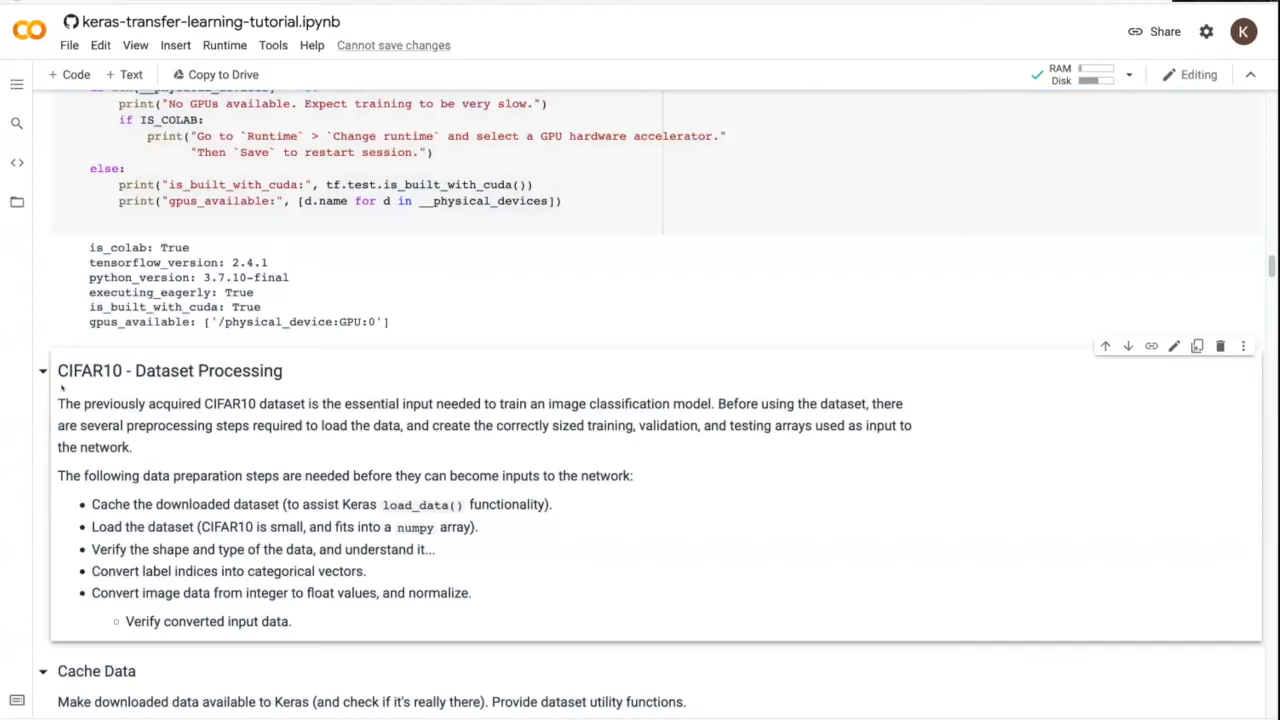 keras-transfer-learning-tutorial.ipynb
Share
K
File Edit View Insert Runtime Tools Help Cannot save changes
+ Code + Text Copy to Drive
RAM
Disk
Editing
print("No GPUs available. Expect training to be very slow.")
if IS_COLAB:
print("Go to `Runtime` > `Change runtime` and select a GPU hardware accelerator."
"Then `Save` to restart session.")
else:
print("is_built_with_cuda:", tf.test.is_built_with_cuda())
print("gpus_available:", [d.name for d in __physical_devices])
is_colab: True
tensorflow_version: 2.4.1
python_version: 3.7.10-final
executing_eagerly: True
is_built_with_cuda: True
gpus_available: ['/physical_device:GPU:0']
CIFAR10 - Dataset Processing
The previously acquired CIFAR10 dataset is the essential input needed to train an image classification model. Before using the dataset, there
are several preprocessing steps required to load the data, and create the correctly sized training, validation, and testing arrays used as input to
the network.
The following data preparation steps are needed before they can become inputs to the network:
• Cache the downloaded dataset (to assist Keras load_data() functionality).
• Load the dataset (CIFAR10 is small, and fits into a numpy array).
• Verify the shape and type of the data, and understand it...
• Convert label indices into categorical vectors.
• Convert image data from integer to float values, and normalize.
○ Verify converted input data.
Cache Data
Make downloaded data available to Keras (and check if it's really there). Provide dataset utility functions.